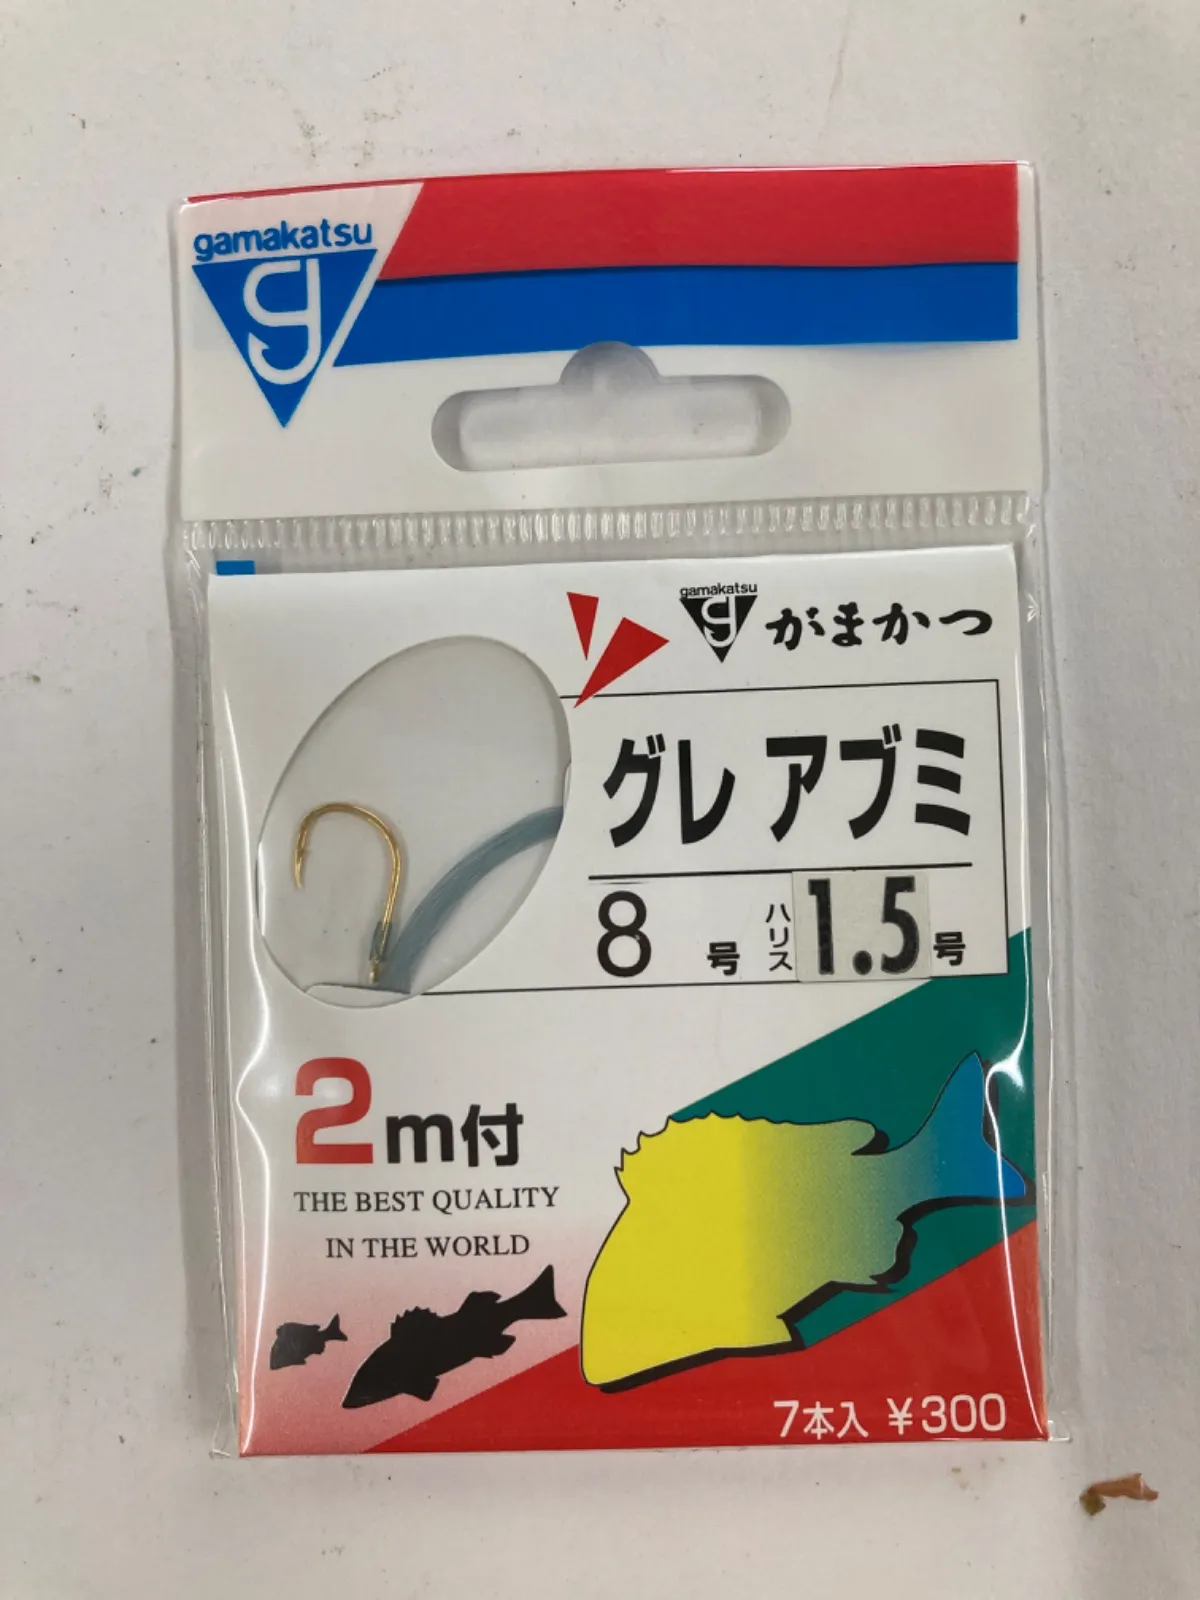 gamakatsu
g
gamakatsu
g がまかつ
グレ アブミ
8号 ハリス 1.5号
2m付
THE BEST QUALITY
IN THE WORLD
7本入 ¥300